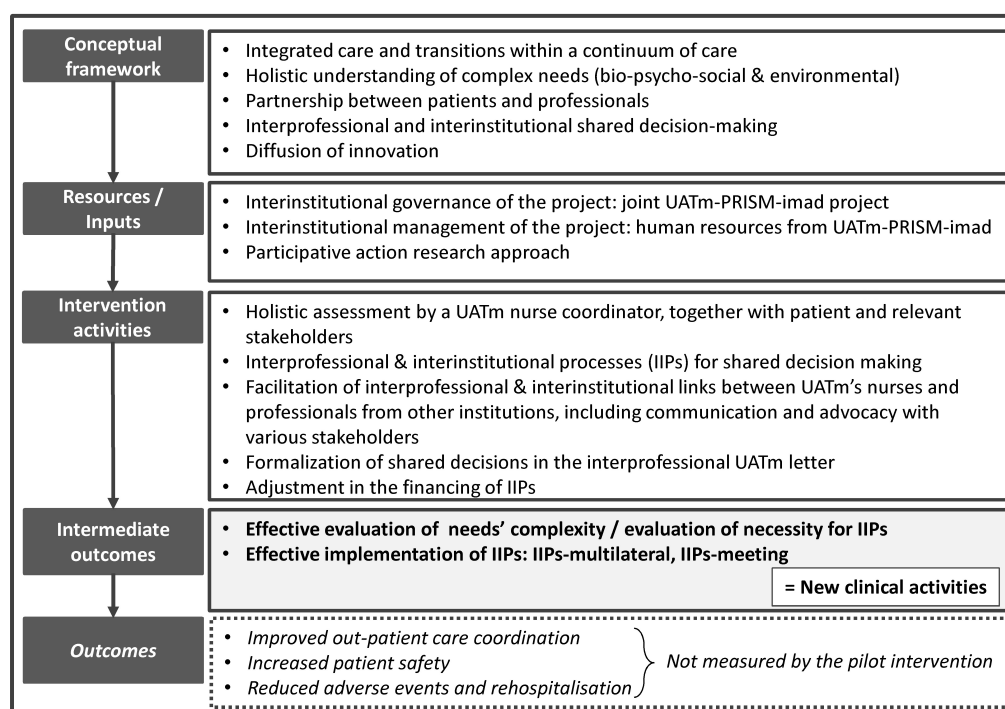 Conceptual
framework
• Integrated care and transitions within a continuum of care
• Holistic understanding of complex needs (bio-psycho-social & environmental)
• Partnership between patients and professionals
• Interprofessional and interinstitutional shared decision-making
• Diffusion of innovation
Resources /
Inputs
• Interinstitutional governance of the project: joint UATm-PRISM-imad project
• Interinstitutional management of the project: human resources from UATm-PRISM-imad
• Participative action research approach
Intervention
activities
• Holistic assessment by a UATm nurse coordinator, together with patient and relevant
stakeholders
• Interprofessional & interinstitutional processes (IIPs) for shared decision making
• Facilitation of interprofessional & interinstitutional links between UATm’s nurses and
professionals from other institutions, including communication and advocacy with
various stakeholders
• Formalization of shared decisions in the interprofessional UATm letter
• Adjustment in the financing of IIPs
Intermediate
outcomes
• Effective evaluation of needs’ complexity / evaluation of necessity for IIPs
• Effective implementation of IIPs: IIPs-multilateral, IIPs-meeting
= New clinical activities
Outcomes
• Improved out-patient care coordination
• Increased patient safety
• Reduced adverse events and rehospitalisation
Not measured by the pilot intervention